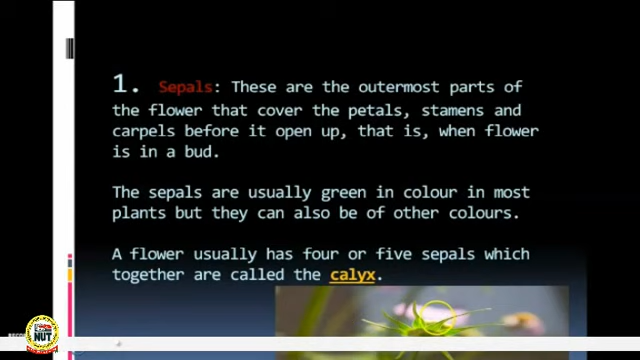 1. Sepals: These are the outermost parts of
the flower that cover the petals, stamens and
carpels before it open up, that is, when flower
is in a bud.
The sepals are usually green in colour in most
plants but they can also be of other colours.
A flower usually has four or five sepals which
together are called the calyx.
NUT